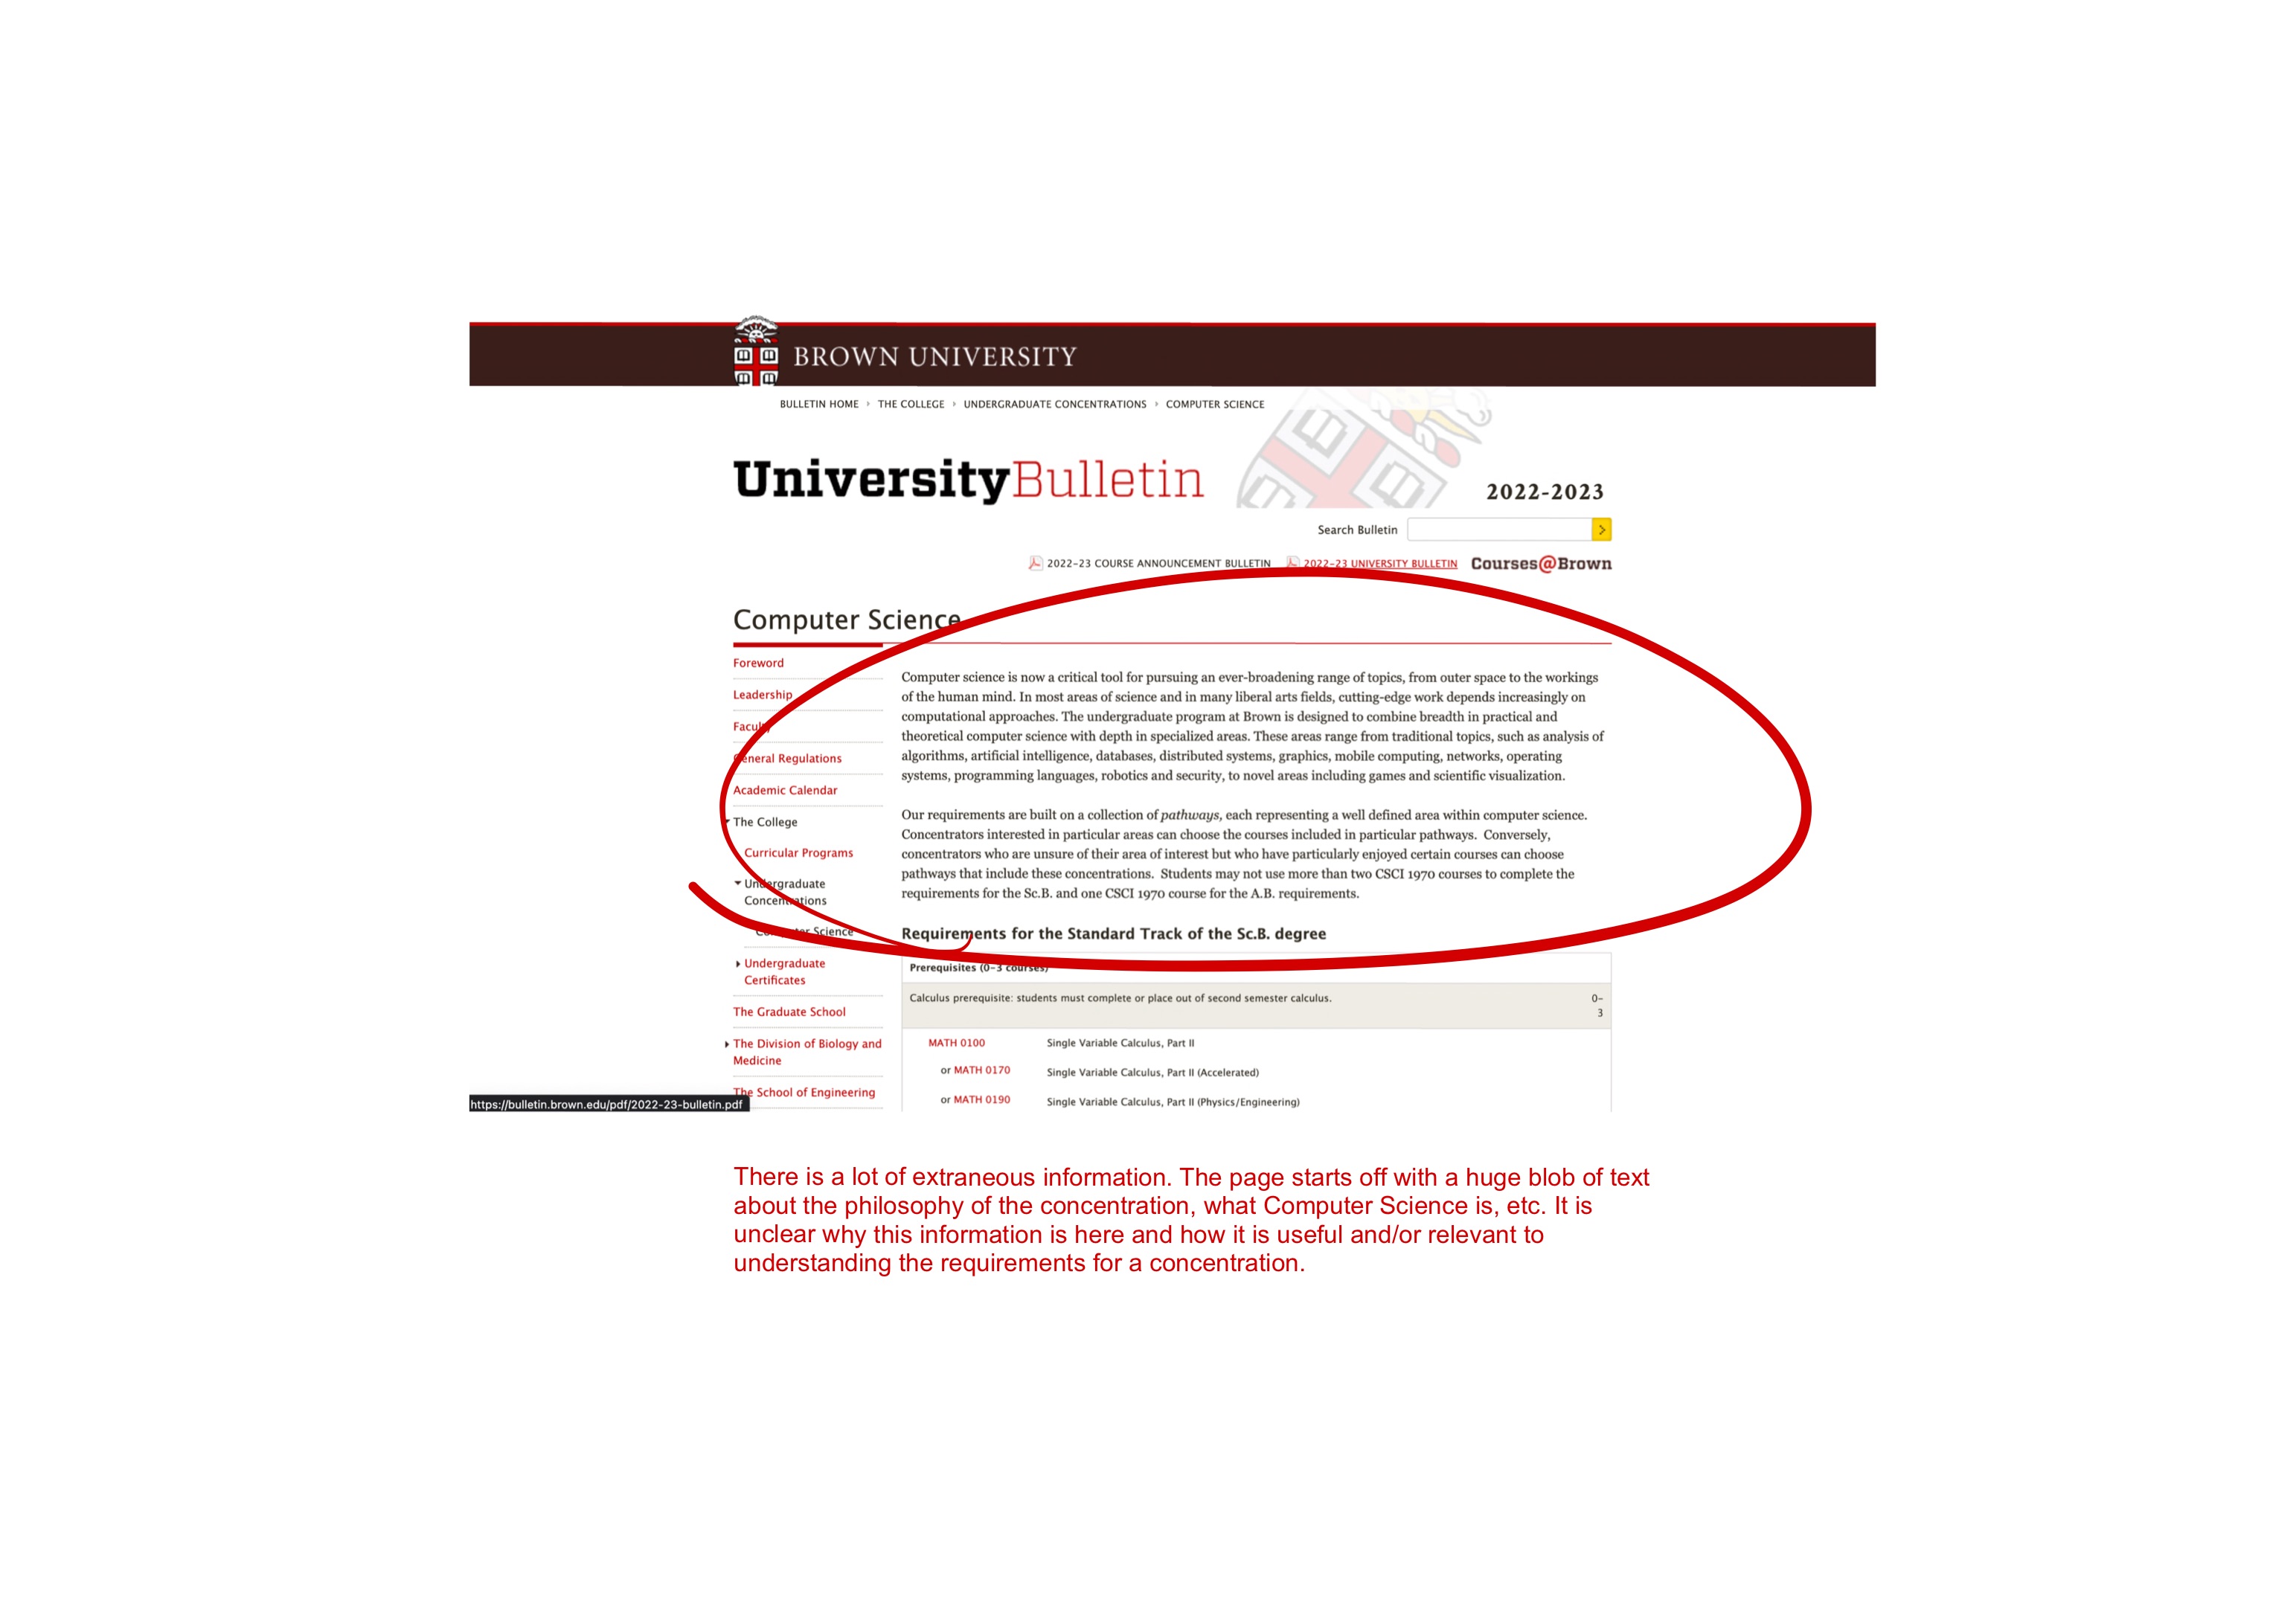 BROWN UNIVERSITY
BULLETIN HOME › THE COLLEGE › UNDERGRADUATE CONCENTRATIONS › COMPUTER SCIENCE
UniversityBulletin
2022-2023
Search Bulletin
2022-23 COURSE ANNOUNCEMENT BULLETIN 2022-23 UNIVERSITY BULLETIN Courses@Brown
Computer Science
Foreword
Leadership
Faculty
General Regulations
Academic Calendar
The College
Curricular Programs
Undergraduate
Concentrations
Computer Science
Undergraduate
Certificates
The Graduate School
The Division of Biology and
Medicine
The School of Engineering
Computer science is now a critical tool for pursuing an ever-broadening range of topics, from outer space to the workings
of the human mind. In most areas of science and in many liberal arts fields, cutting-edge work depends increasingly on
computational approaches. The undergraduate program at Brown is designed to combine breadth in practical and
theoretical computer science with depth in specialized areas. These areas range from traditional topics, such as analysis of
algorithms, artificial intelligence, databases, distributed systems, graphics, mobile computing, networks, operating
systems, programming languages, robotics and security, to novel areas including games and scientific visualization.
Our requirements are built on a collection of pathways, each representing a well defined area within computer science.
Concentrators interested in particular areas can choose the courses included in particular pathways. Conversely,
concentrators who are unsure of their area of interest but who have particularly enjoyed certain courses can choose
pathways that include these concentrations. Students may not use more than two CSCI 1970 courses to complete the
requirements for the Sc.B. and one CSCI 1970 course for the A.B. requirements.
Requirements for the Standard Track of the Sc.B. degree
Prerequisites (0-3 courses)
Calculus prerequisite: students must complete or place out of second semester calculus. 0-
3
MATH 0100 Single Variable Calculus, Part II
or MATH 0170 Single Variable Calculus, Part II (Accelerated)
or MATH 0190 Single Variable Calculus, Part II (Physics/Engineering)
https://bulletin.brown.edu/pdf/2022-23-bulletin.pdf
There is a lot of extraneous information. The page starts off with a huge blob of text
about the philosophy of the concentration, what Computer Science is, etc. It is
unclear why this information is here and how it is useful and/or relevant to
understanding the requirements for a concentration.